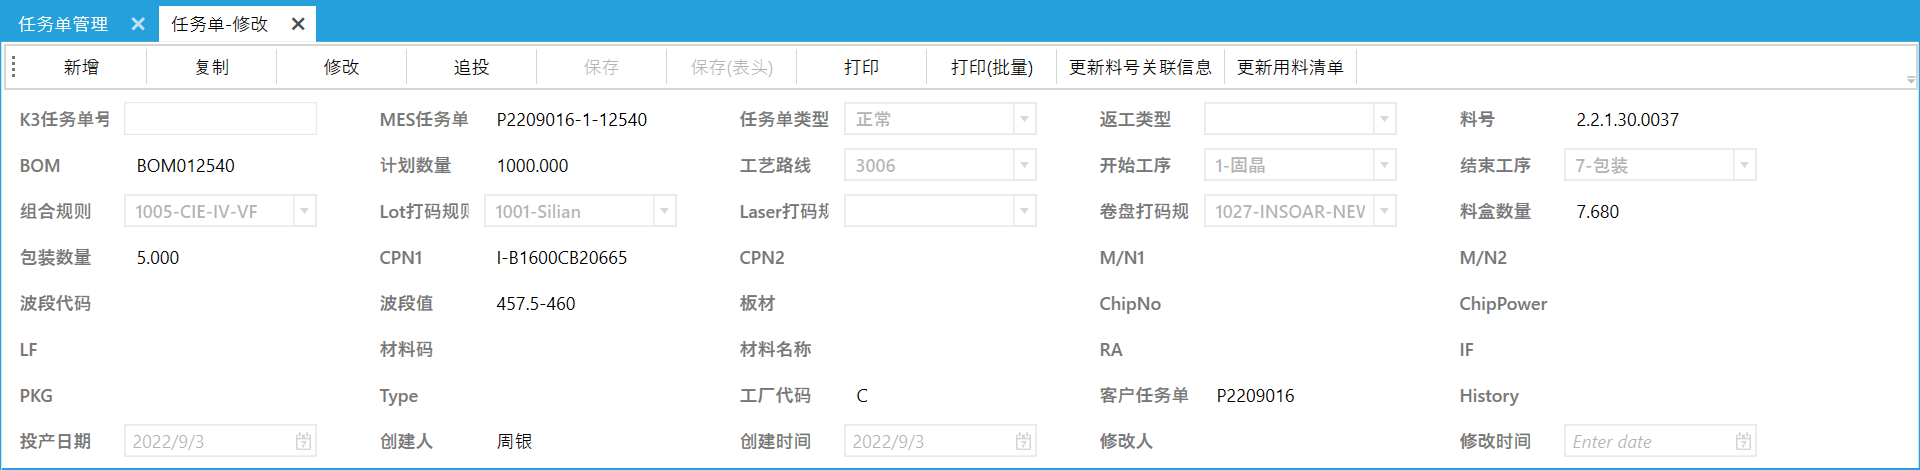 任务单管理 任务单-修改
新增 复制 修改 追投 保存 保存(表头) 打印 打印(批量) 更新料号关联信息 更新用料清单
K3任务单号 MES任务单 P2209016-1-12540 任务单类型 正常 返工类型 料号 2.2.1.30.0037
BOM BOM012540 计划数量 1000.000 工艺路线 3006 开始工序 1-固晶 结束工序 7-包装
组合规则 1005-CIE-IV-VF Lot打码规则 1001-Silian Laser打码规 卷盘打码规 1027-INSOAR-NEW 料盒数量 7.680
包装数量 5.000 CPN1 I-B1600CB20665 CPN2 M/N1 M/N2
波段代码 波段值 457.5-460 板材 ChipNo ChipPower
LF 材料码 材料名称 RA IF
PKG Type 工厂代码 C 客户任务单 P2209016 History
投产日期 2022/9/3 创建人 周银 创建时间 2022/9/3 修改人 修改时间 Enter date